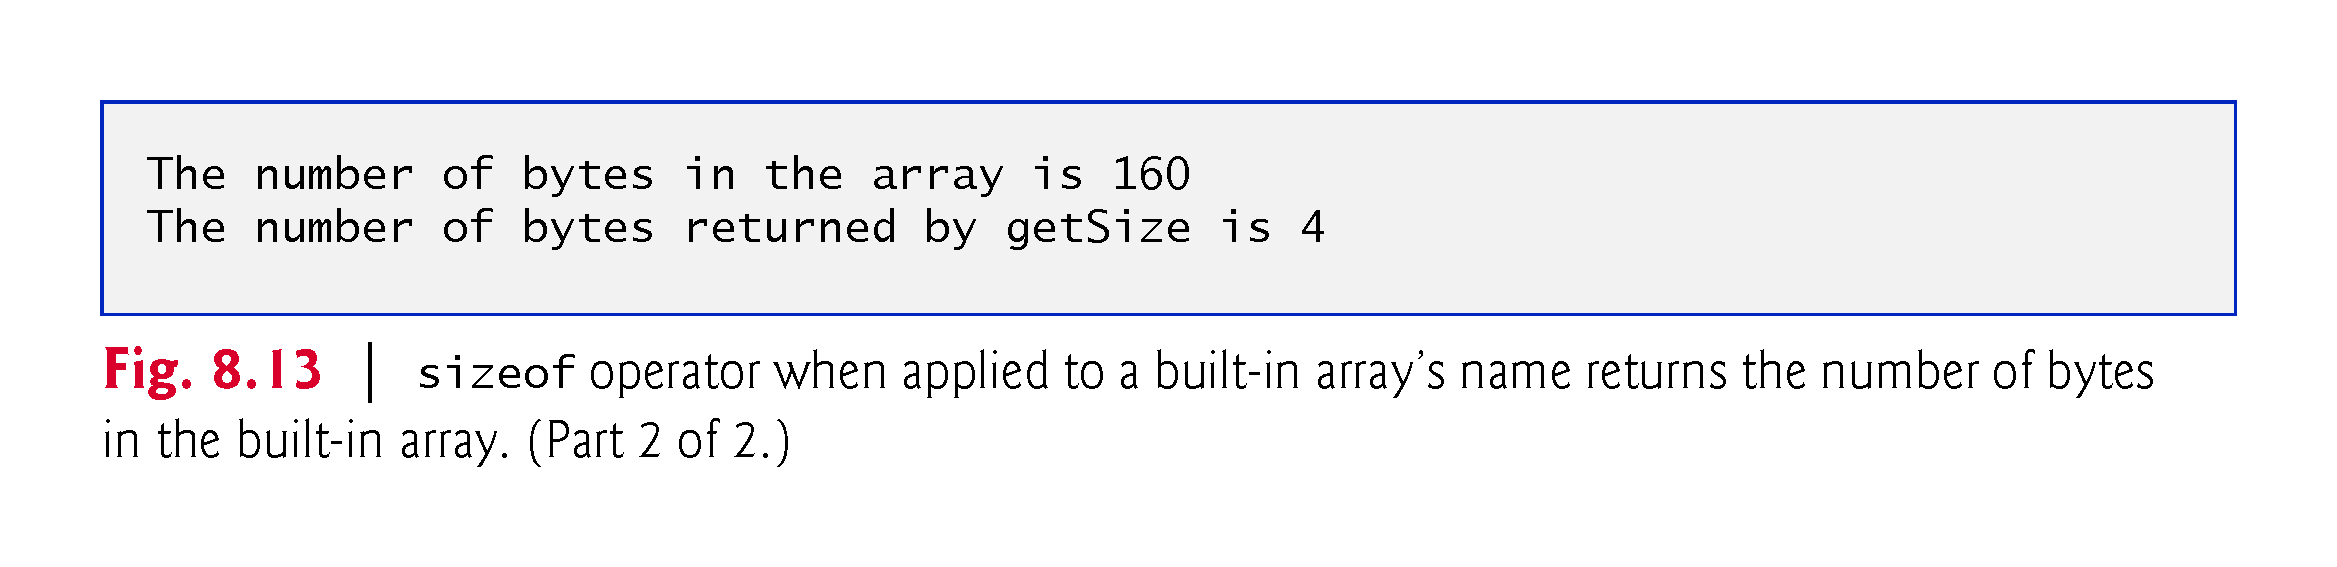 The number of bytes in the array is 160
The number of bytes returned by getSize is 4
Fig. 8.13 | sizeof operator when applied to a built-in array’s name returns the number of bytes
in the built-in array. (Part 2 of 2.)